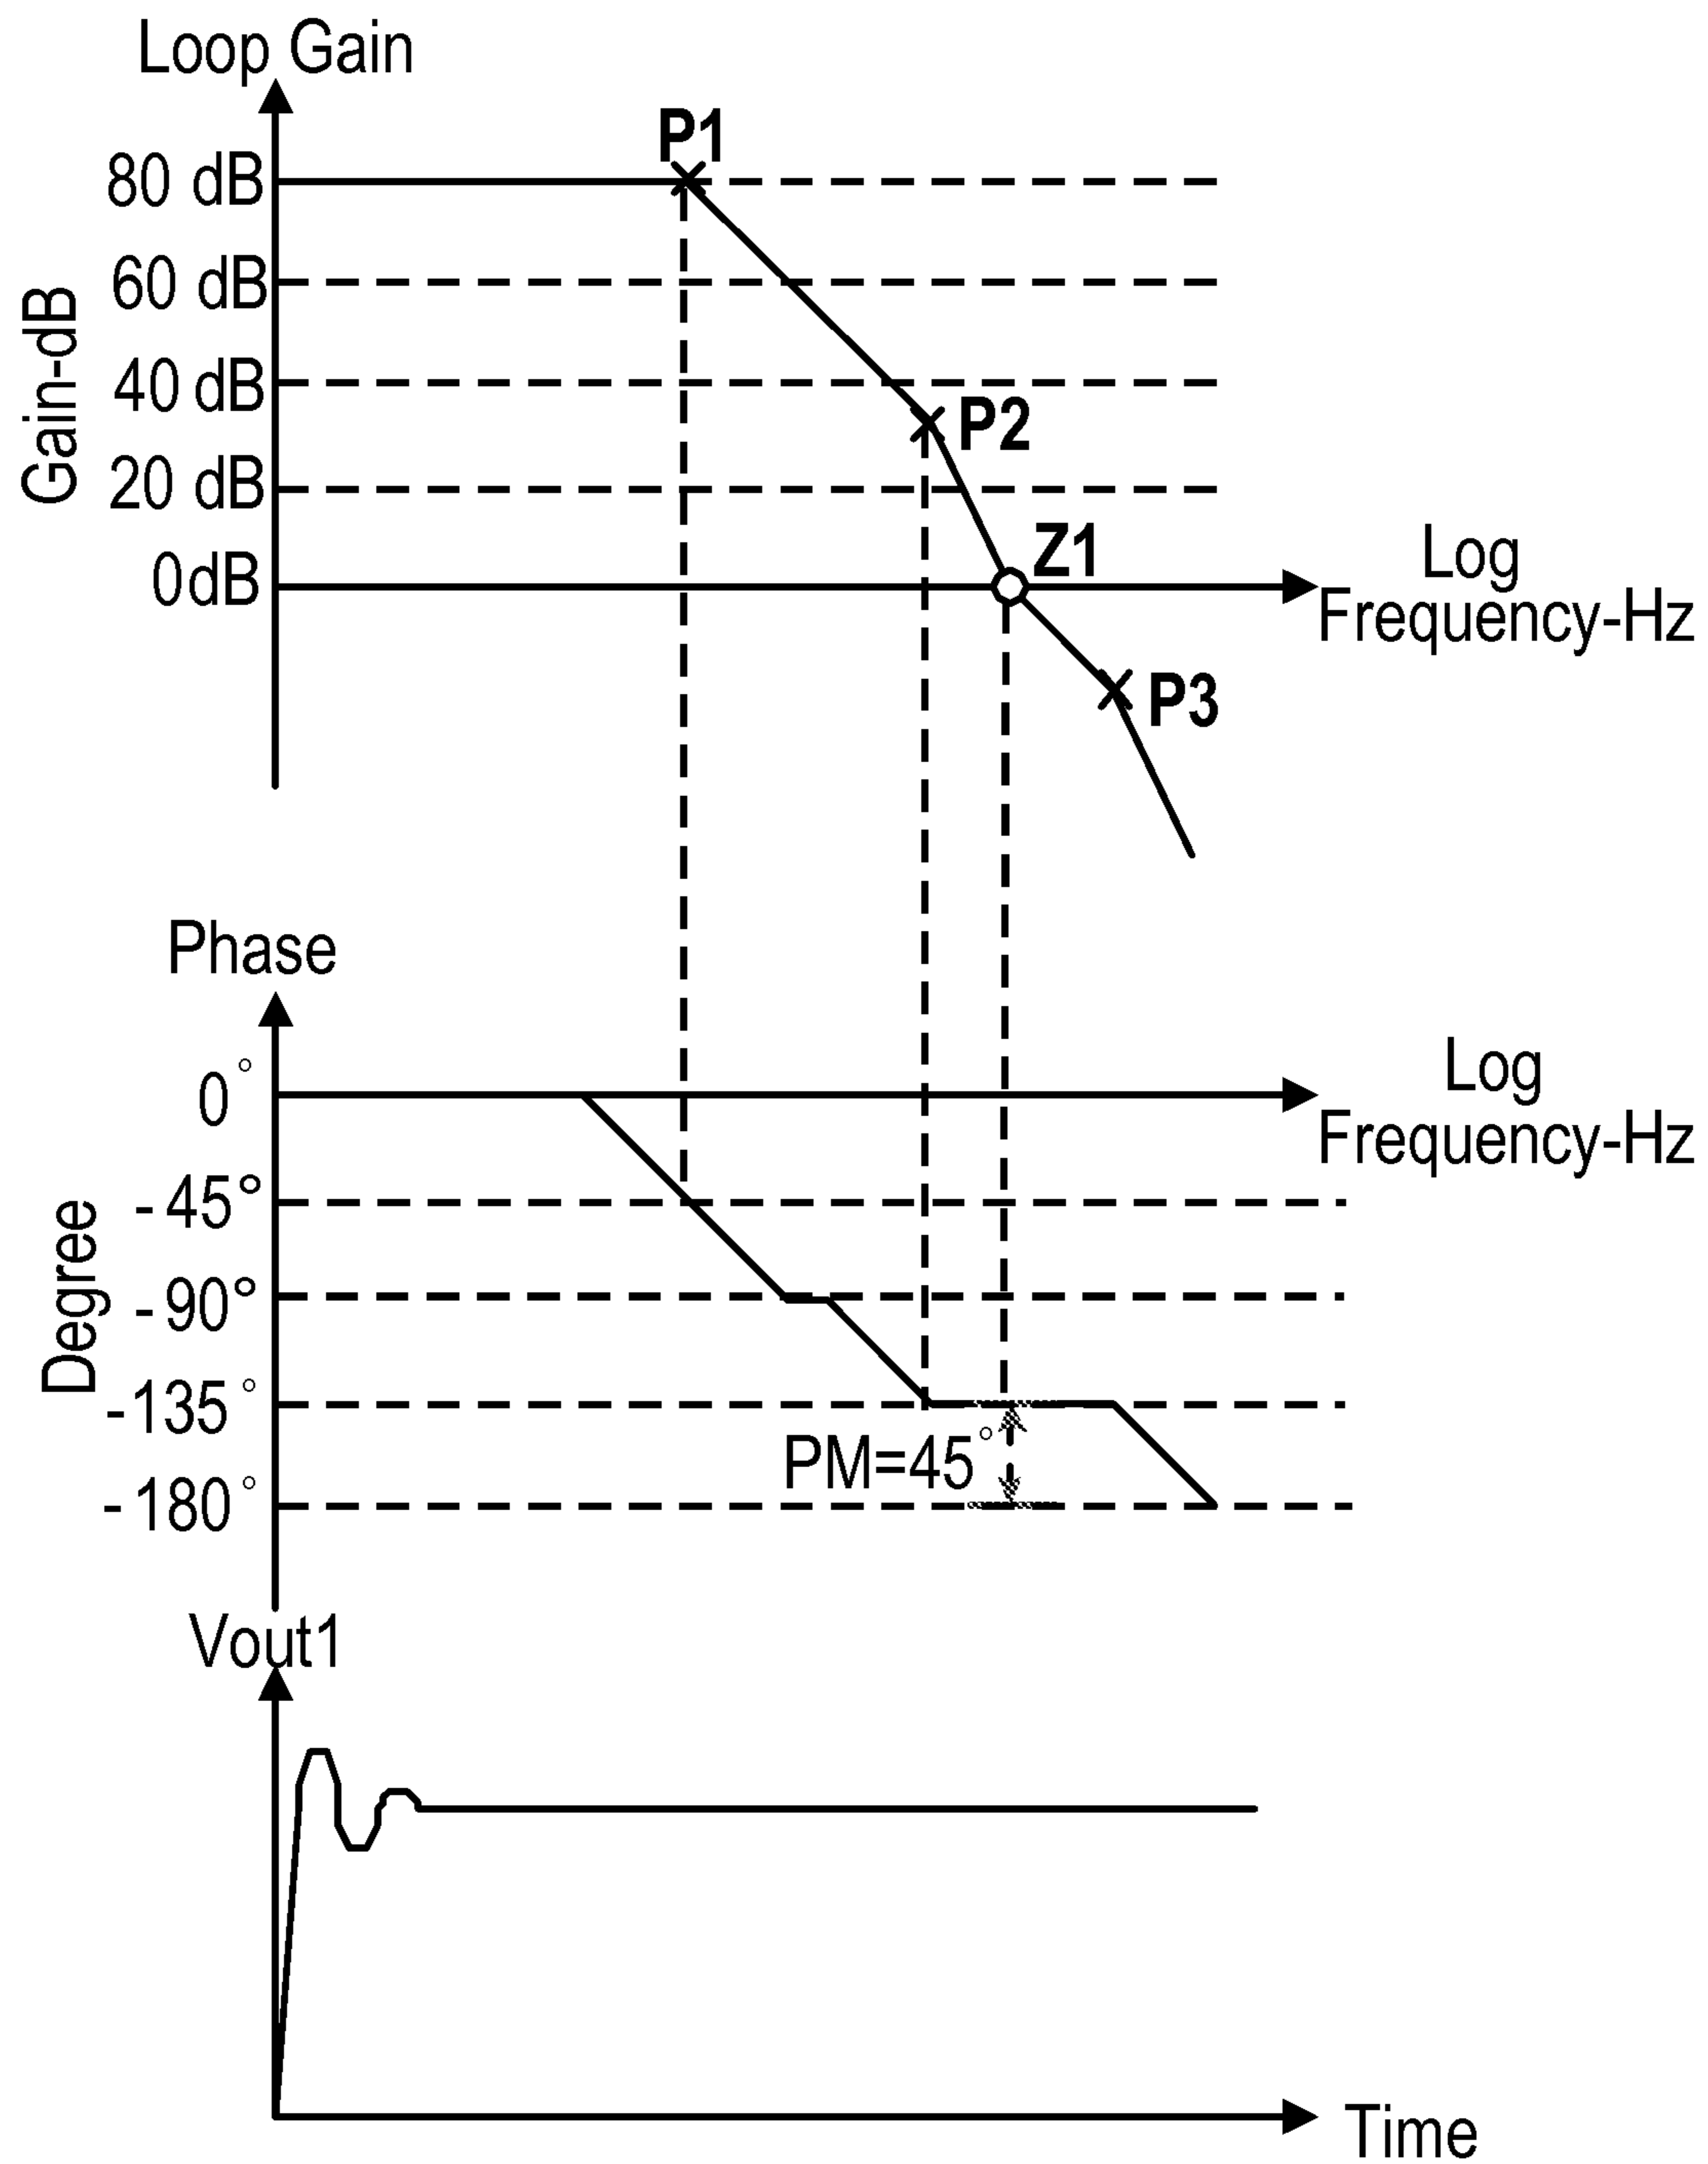 Loop Gain
P1
80 dB
60 dB
Gain-dB
40 dB
P2
20 dB
Z1
0dB
Log
Frequency-Hz
P3
Phase
0°
Log
Frequency-Hz
-45°
Degree
-90°
-135°
PM=45°
-180°
Vout1
Time